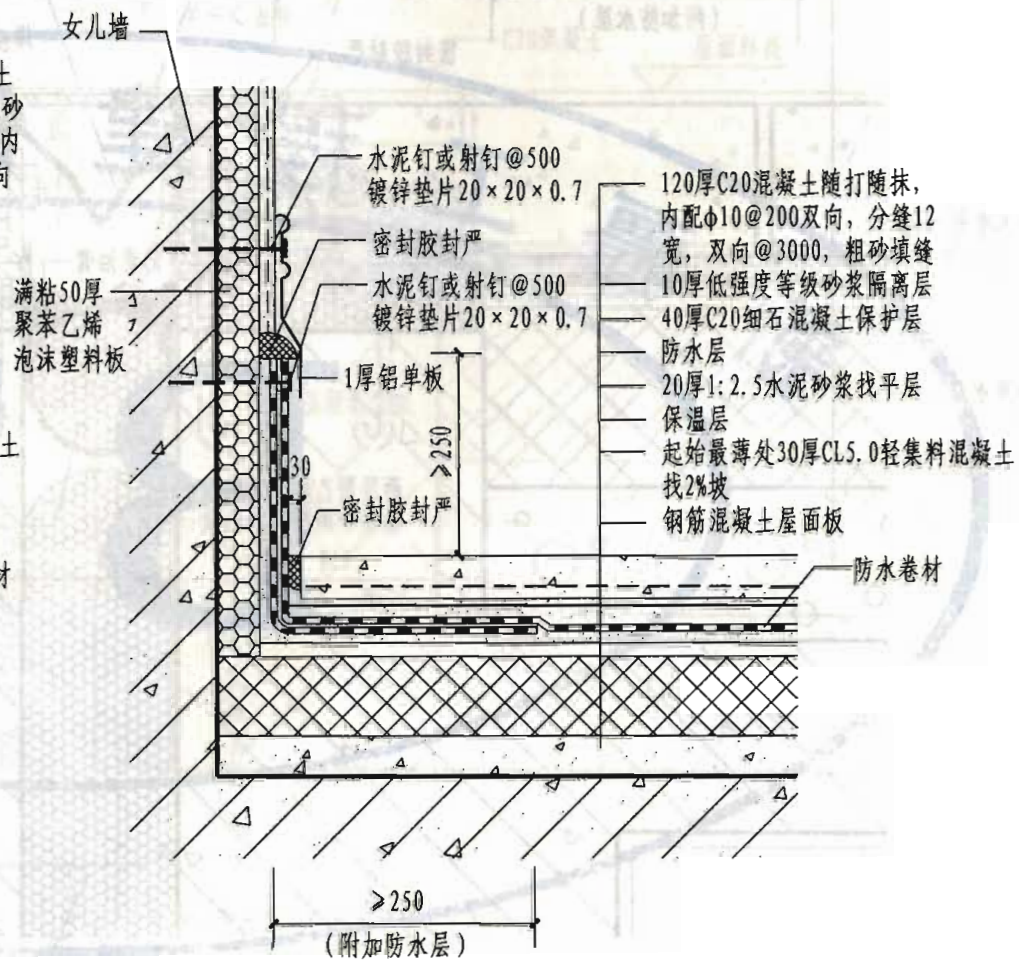 女儿墙
土
砂
内
向
水泥钉或射钉@500
镀锌垫片20×20×0.7
密封胶封严
水泥钉或射钉@500
镀锌垫片20×20×0.7
满粘50厚
聚苯乙烯
泡沫塑料板
1厚铝单板
≥250
30
密封胶封严
土
材
120厚C20混凝土随打随抹，
内配φ10@200双向，分缝12
宽，双向@3000，粗砂填缝
10厚低强度等级砂浆隔离层
40厚C20细石混凝土保护层
防水层
20厚1:2.5水泥砂浆找平层
保温层
起始最薄处30厚CL5.0轻集料混凝土
找2%坡
钢筋混凝土屋面板
防水卷材
≥250
(附加防水层)